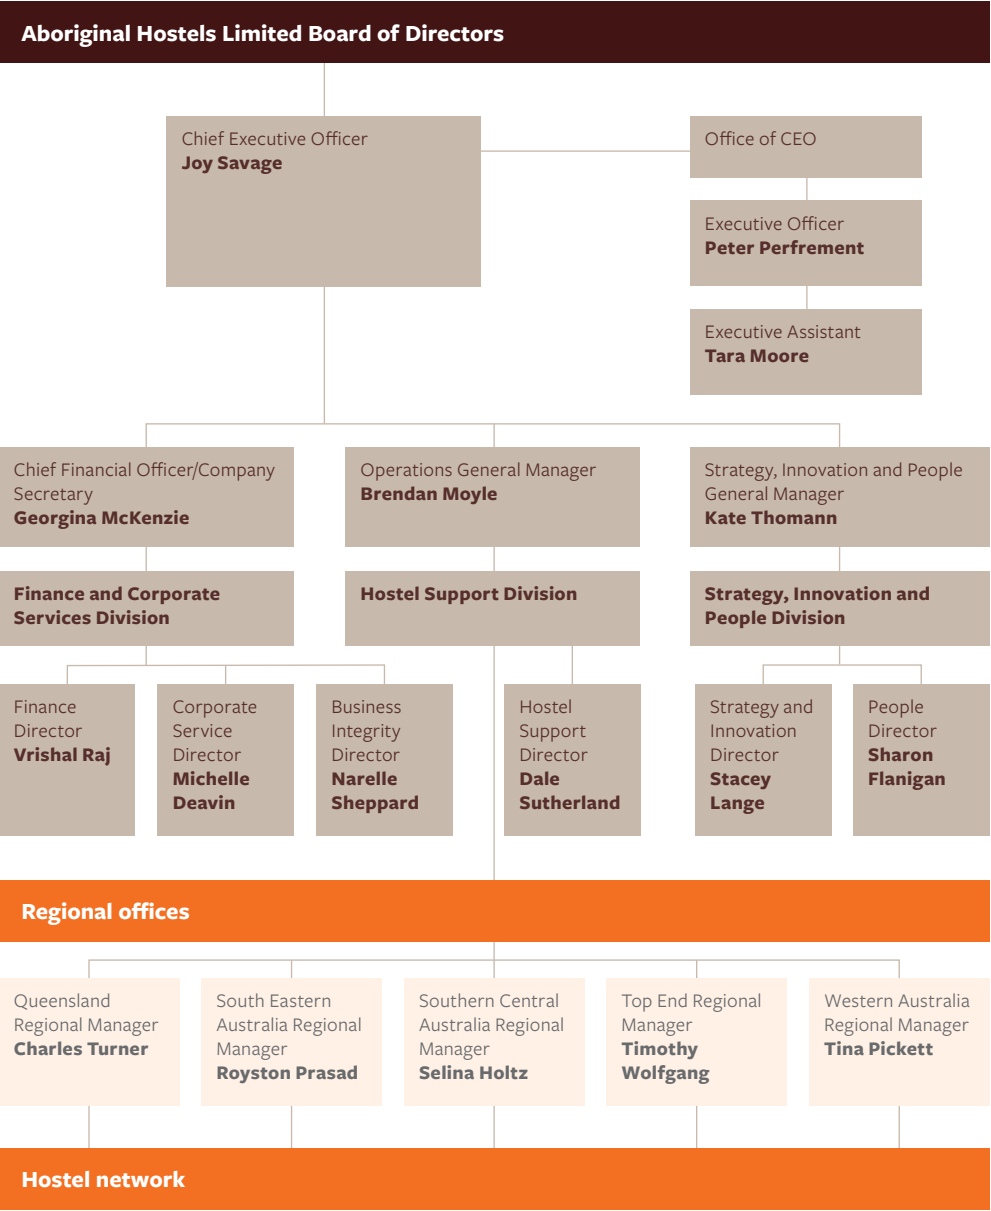 Aboriginal Hostels Limited Board of Directors
Chief Executive Officer
Joy Savage
Office of CEO
Executive Officer
Peter Perfrement
Executive Assistant
Tara Moore
Chief Financial Officer/Company
Secretary
Georgina McKenzie
Operations General Manager
Brendan Moyle
Strategy, Innovation and People
General Manager
Kate Thomann
Finance and Corporate
Services Division
Hostel Support Division
Strategy, Innovation and
People Division
Finance
Director
Vrishal Raj
Corporate
Service
Director
Michelle
Deavin
Business
Integrity
Director
Narelle
Sheppard
Hostel
Support
Director
Dale
Sutherland
Strategy and
Innovation
Director
Stacey
Lange
People
Director
Sharon
Flanigan
Regional offices
Queensland
Regional Manager
Charles Turner
South Eastern
Australia Regional
Manager
Royston Prasad
Southern Central
Australia Regional
Manager
Selina Holtz
Top End Regional
Manager
Timothy
Wolfgang
Western Australia
Regional Manager
Tina Pickett
Hostel network